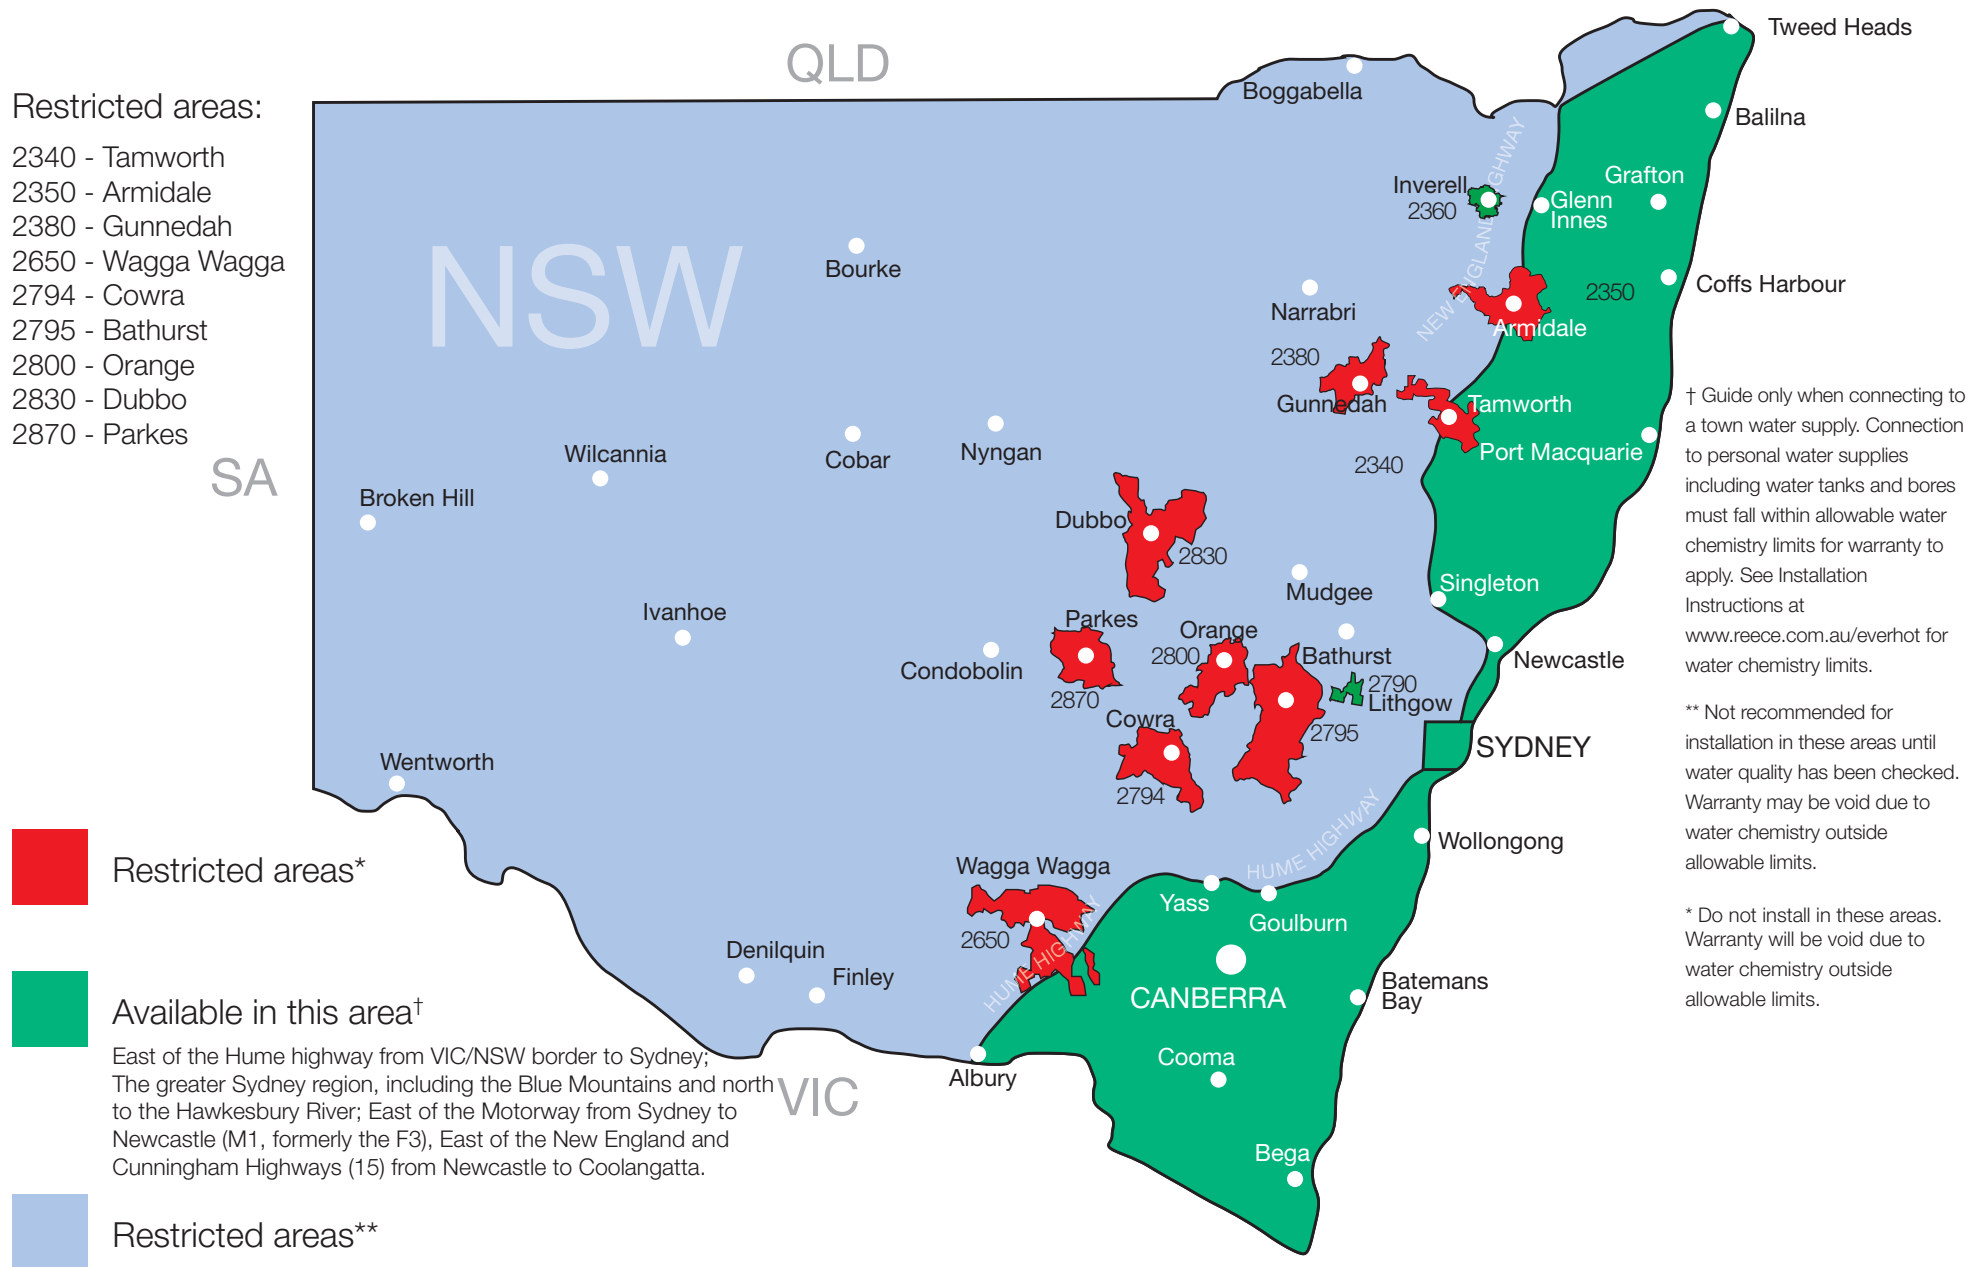 QLD
Tweed Heads
Boggabella
Restricted areas:
Balilna
2340 - Tamworth
2350 - Armidale
2380 - Gunnedah
2650 - Wagga Wagga
2794 - Cowra
2795 - Bathurst
2800 - Orange
2830 - Dubbo
2870 - Parkes
SA
NSW
NEW ENGLAND HIGHWAY
Inverell
2360
Glenn
Innes
Grafton
Bourke
Narrabri
2350
Coffs Harbour
Armidale
2380
Gunnedah
Tamworth
2340
Port Macquarie
Wilcannia
Cobar
Nyngan
Broken Hill
Dubbo
2830
Mudgee
Singleton
Ivanhoe
Parkes
2870
Orange
2800
Bathurst
2790
Lithgow
2795
Condobolin
Cowra
2794
Newcastle
SYDNEY
Wentworth
Wollongong
HUME HIGHWAY
Wagga Wagga
2650
HUME HIGHWAY
Yass
Goulburn
Denilquin
Finley
CANBERRA
Batemans
Bay
Cooma
Albury
VIC
Bega
Restricted areas*
Available in this area†
East of the Hume highway from VIC/NSW border to Sydney;
The greater Sydney region, including the Blue Mountains and north
to the Hawkesbury River; East of the Motorway from Sydney to
Newcastle (M1, formerly the F3), East of the New England and
Cunningham Highways (15) from Newcastle to Coolangatta.
Restricted areas**
† Guide only when connecting to
a town water supply. Connection
to personal water supplies
including water tanks and bores
must fall within allowable water
chemistry limits for warranty to
apply. See Installation
Instructions at
www.reece.com.au/everhot for
water chemistry limits.
** Not recommended for
installation in these areas until
water quality has been checked.
Warranty may be void due to
water chemistry outside
allowable limits.
* Do not install in these areas.
Warranty will be void due to
water chemistry outside
allowable limits.